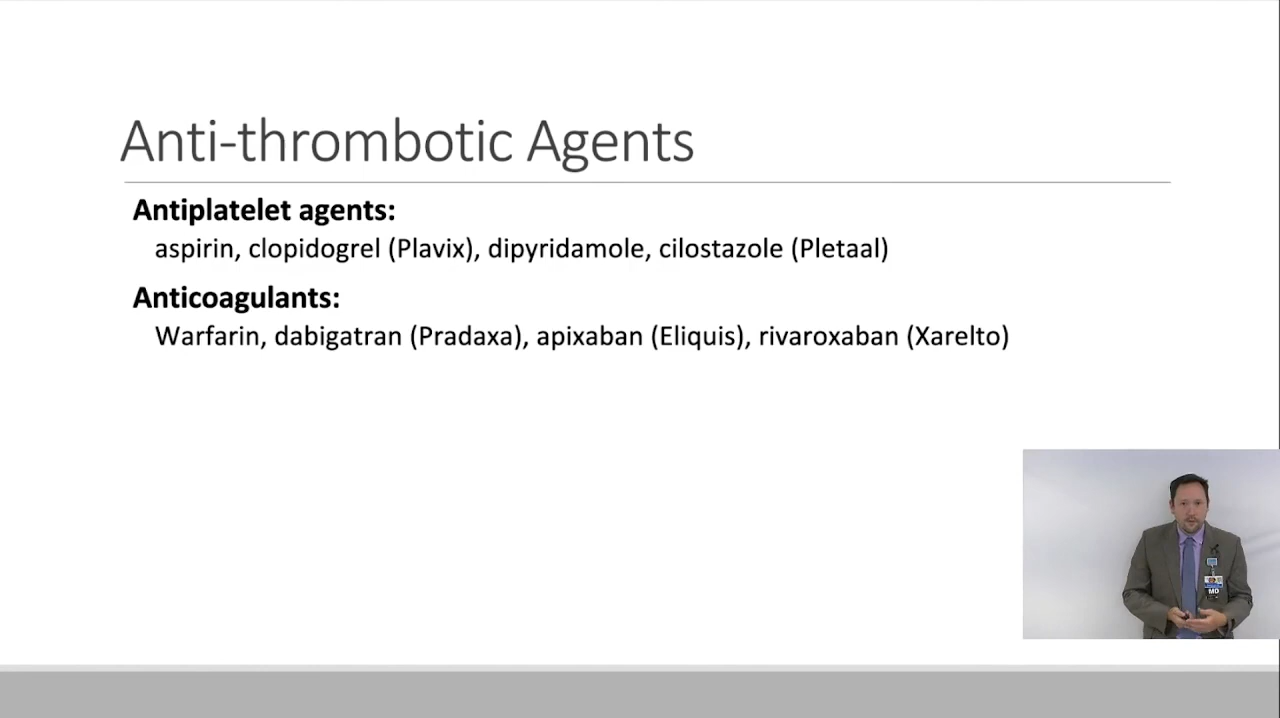 Anti-thrombotic Agents
Antiplatelet agents:
aspirin, clopidogrel (Plavix), dipyridamole, cilostazole (Pletaal)
Anticoagulants:
Warfarin, dabigatran (Pradaxa), apixaban (Eliquis), rivaroxaban (Xarelto)
MD